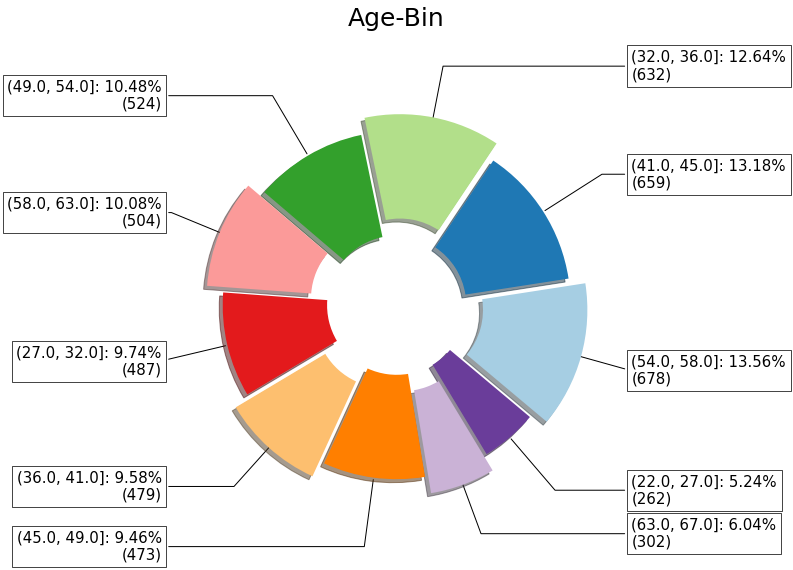 Age-Bin
(32.0, 36.0]: 12.64%
(632)
(49.0, 54.0]: 10.48%
(524)
(41.0, 45.0]: 13.18%
(659)
(58.0, 63.0]: 10.08%
(504)
(27.0, 32.0]: 9.74%
(487)
(54.0, 58.0]: 13.56%
(678)
(36.0, 41.0]: 9.58%
(479)
(22.0, 27.0]: 5.24%
(262)
(63.0, 67.0]: 6.04%
(302)
(45.0, 49.0]: 9.46%
(473)